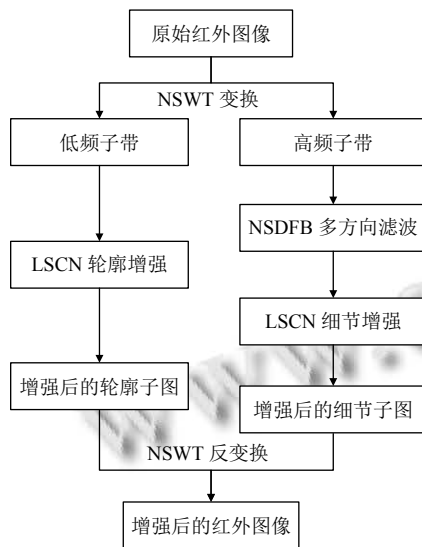 原始红外图像
NSWT 变换
低频子带
高频子带
NSDFB 多方向滤波
LSCN 轮廓增强
LSCN 细节增强
增强后的轮廓子图
增强后的细节子图
NSWT 反变换
增强后的红外图像